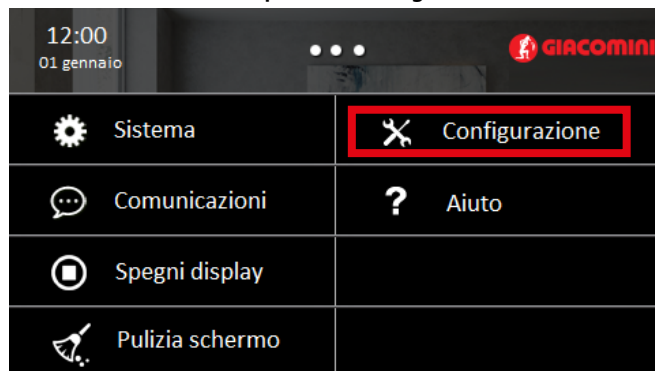 12:00
01 gennaio
GIACOMINI
Sistema
Configurazione
Comunicazioni
? Aiuto
Spegni display
Pulizia schermo